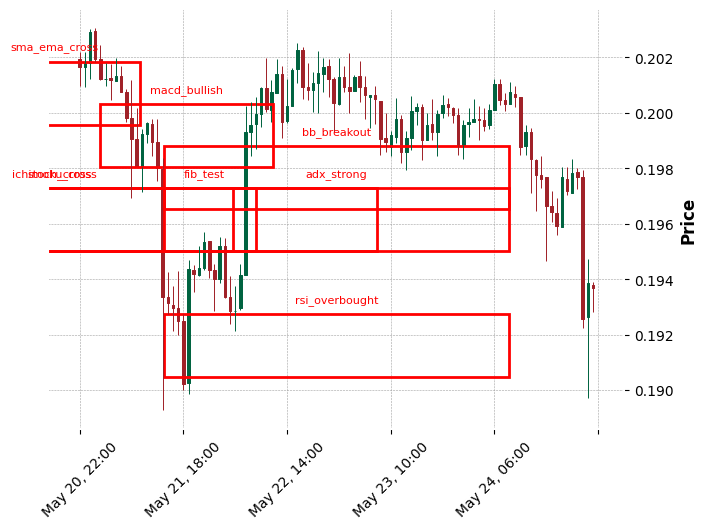 sma_ema_cross
macd_bullish
bb_breakout
fib_test
adx_strong
rsi_overbought
0.202
0.200
0.198
0.196
0.194
0.192
0.190
Price
May 20, 22:00
May 21, 18:00
May 22, 14:00
May 23, 10:00
May 24, 06:00